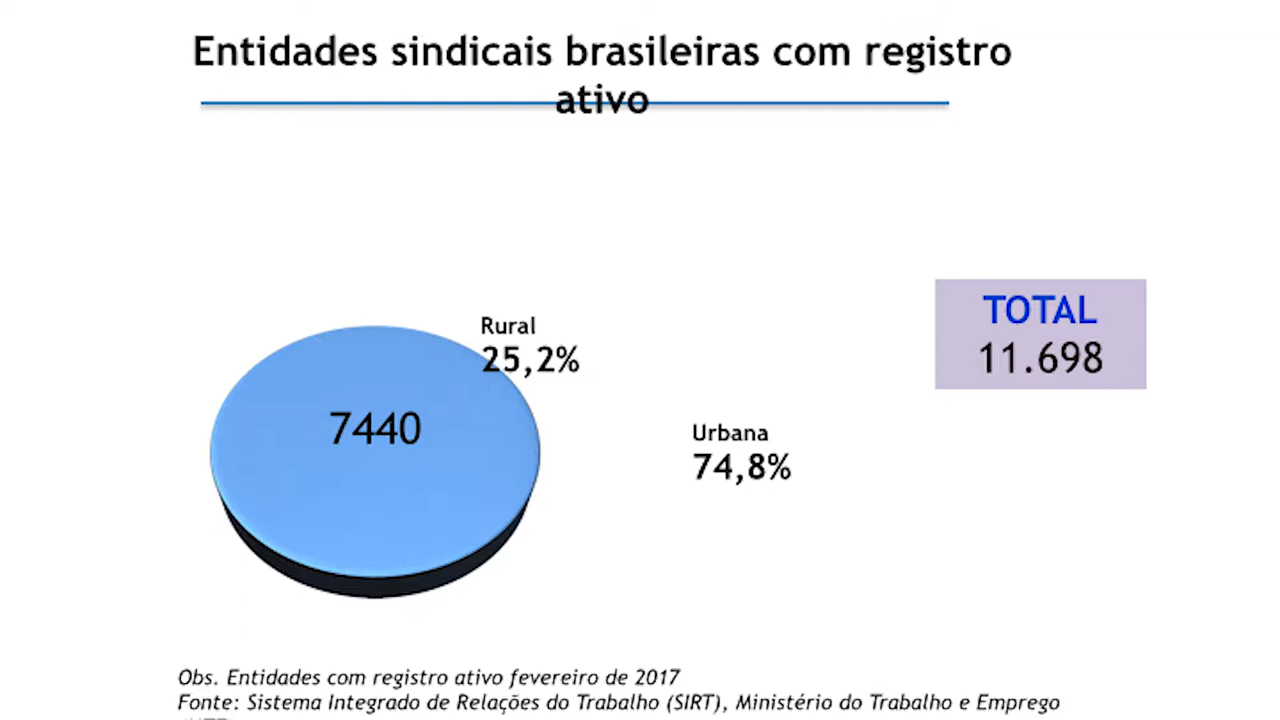 Entidades sindicais brasileiras com registro
ativo
Rural
25,2%
7440
Urbana
74,8%
TOTAL
11.698
Obs. Entidades com registro ativo fevereiro de 2017
Fonte: Sistema Integrado de Relações do Trabalho (SIRT), Ministério do Trabalho e Emprego